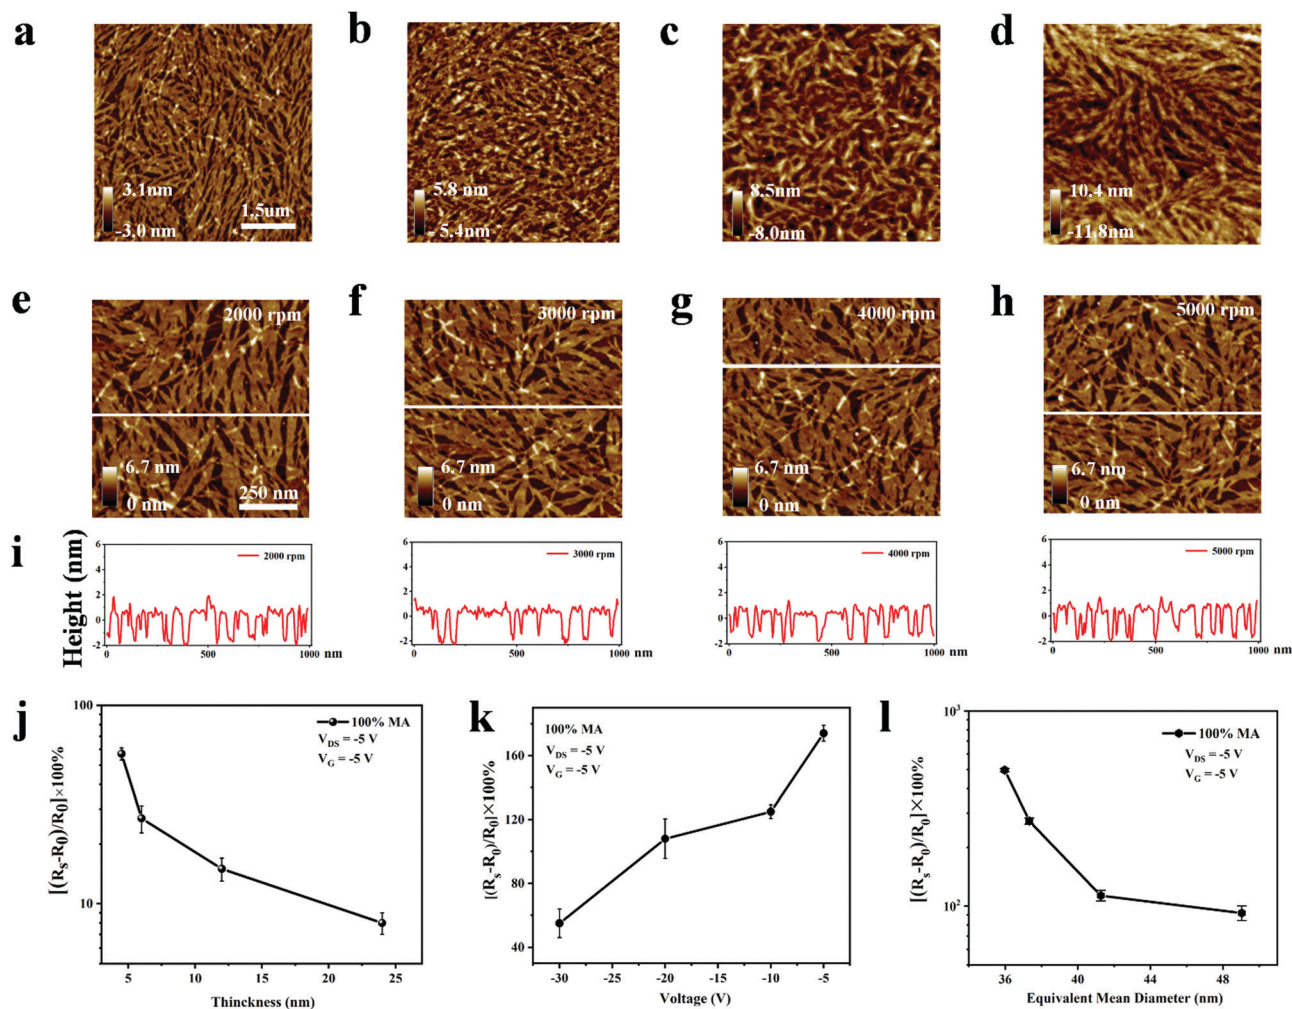 a
b
c
d
3.1nm
-3.0 nm
1.5um
5.8 nm
-5.4nm
8.5nm
-8.0nm
10.4 nm
-11.8nm
e
f
g
h
2000 rpm
3000 rpm
4000 rpm
5000 rpm
6.7 nm
0 nm
250 nm
6.7 nm
0 nm
6.7 nm
0 nm
6.7 nm
0 nm
i
Height (nm)
6
4
2
0
-2
2000 rpm
0
500
1000
nm
6
4
2
0
-2
3000 rpm
0
500
1000
nm
6
4
2
0
-2
4000 rpm
0
500
1000
nm
6
4
2
0
-2
5000 rpm
0
500
1000
nm
j
[(Rs-R0)/R0]×100%
100
10
100% MA
VDS = -5 V
VG = -5 V
5
10
15
20
25
Thinckness (nm)
k
[(Rs-R0)/R0]×100%
160
120
80
40
100% MA
VDS = -5 V
VG = -5 V
-30
-25
-20
-15
-10
-5
Voltage (V)
l
[(Rs-R0)/R0]×100%
10³
10²
100% MA
VDS = -5 V
VG = -5 V
36
40
44
48
Equivalent Mean Diameter (nm)